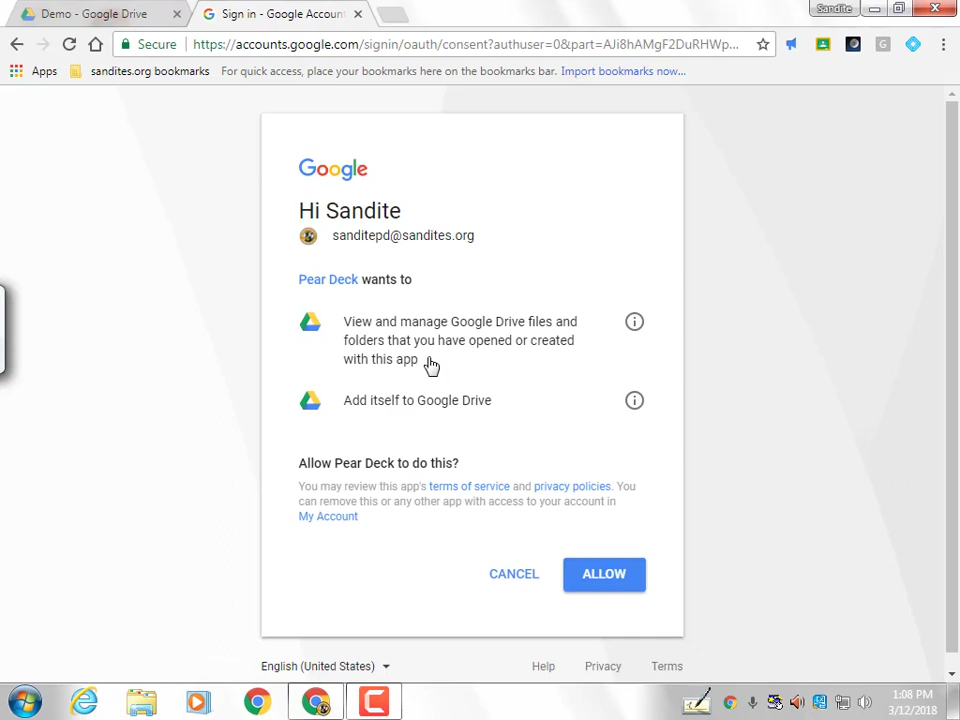 Demo - Google Drive
Sign in - Google Accoun
Sandite
Secure https://accounts.google.com/signin/oauth/consent?authuser=0&part=AJi8hAMgF2DuRHWp...
Apps sandites.org bookmarks For quick access, place your bookmarks here on the bookmarks bar. Import bookmarks now...
Google
Hi Sandite
sanditepd@sandites.org
Pear Deck wants to
View and manage Google Drive files and
folders that you have opened or created
with this app
Add itself to Google Drive
Allow Pear Deck to do this?
You may review this app's terms of service and privacy policies. You
can remove this or any other app with access to your account in
My Account
CANCEL ALLOW
English (United States) Help Privacy Terms
1:08 PM
3/12/2018